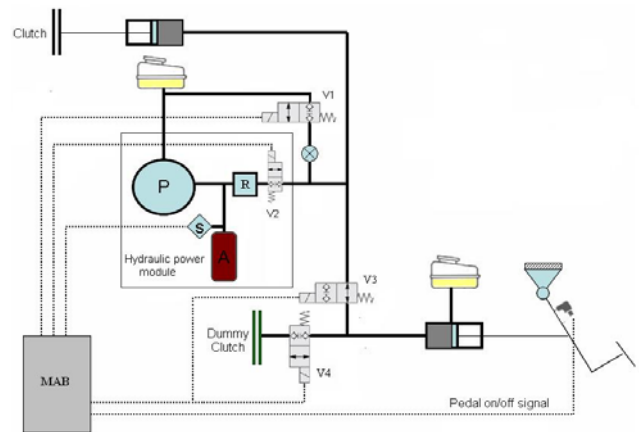 Clutch
V1
P
R
V2
S
Hydraulic power
module
A
V3
Dummy
Clutch
V4
MAB
Pedal on/off signal